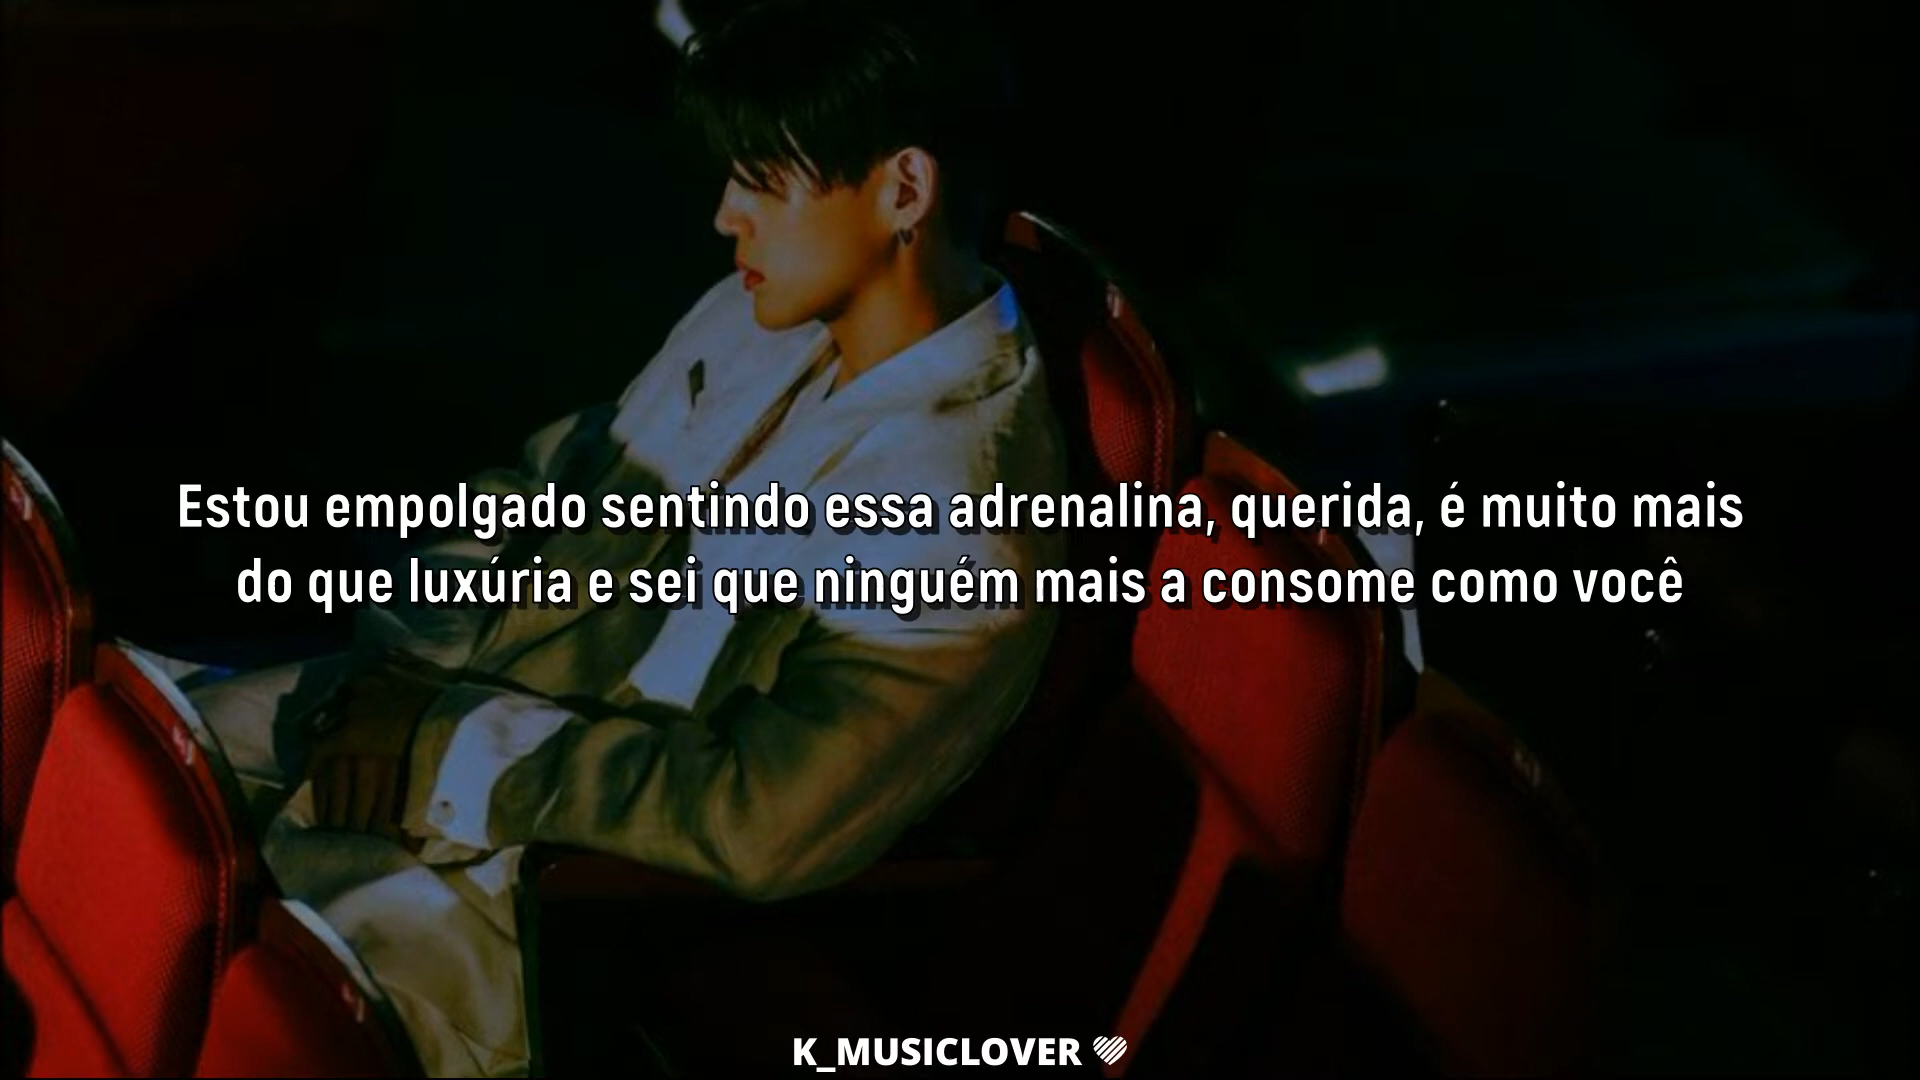 Estou empolgado sentindo essa adrenalina, querida, é muito mais
do que luxúria e sei que ninguém mais a consome como você
K_MUSICLOVER